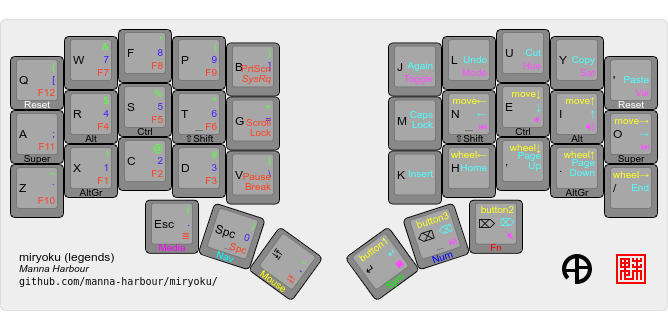 Q [ F12 Reset
W & 7 F7
F 8 F8
P 9 F9
B ] PrtScn SysRq
J Again Toggle
L Undo Mode
U Cut Hue
Y Copy Sat
' Paste Val Reset
A ; F11 Super
R $ 4 F4 Alt
S % 5 F5 Ctrl
T 6 F6 ⇧Shift
G = Scroll Lock
M Caps Lock
N move← ← ⇧Shift
E move↓ ↓ Ctrl
I move↑ ↑ Alt
O move→ → Super
Z F10
X 1 F1 AltGr
C @ 2 F2
D 3 F3
V Pause Break
K Insert
H wheel← Home
, wheel↓ Page Up
. wheel↑ Page Down AltGr
/ wheel→ End
Esc Media
Spc 0 Spc Nav
Mouse
button1 ↵
button3 ⌫ Num
button2 ⌦ Fn
miryoku (legends)
Manna Harbour
github.com/manna-harbour/miryoku/